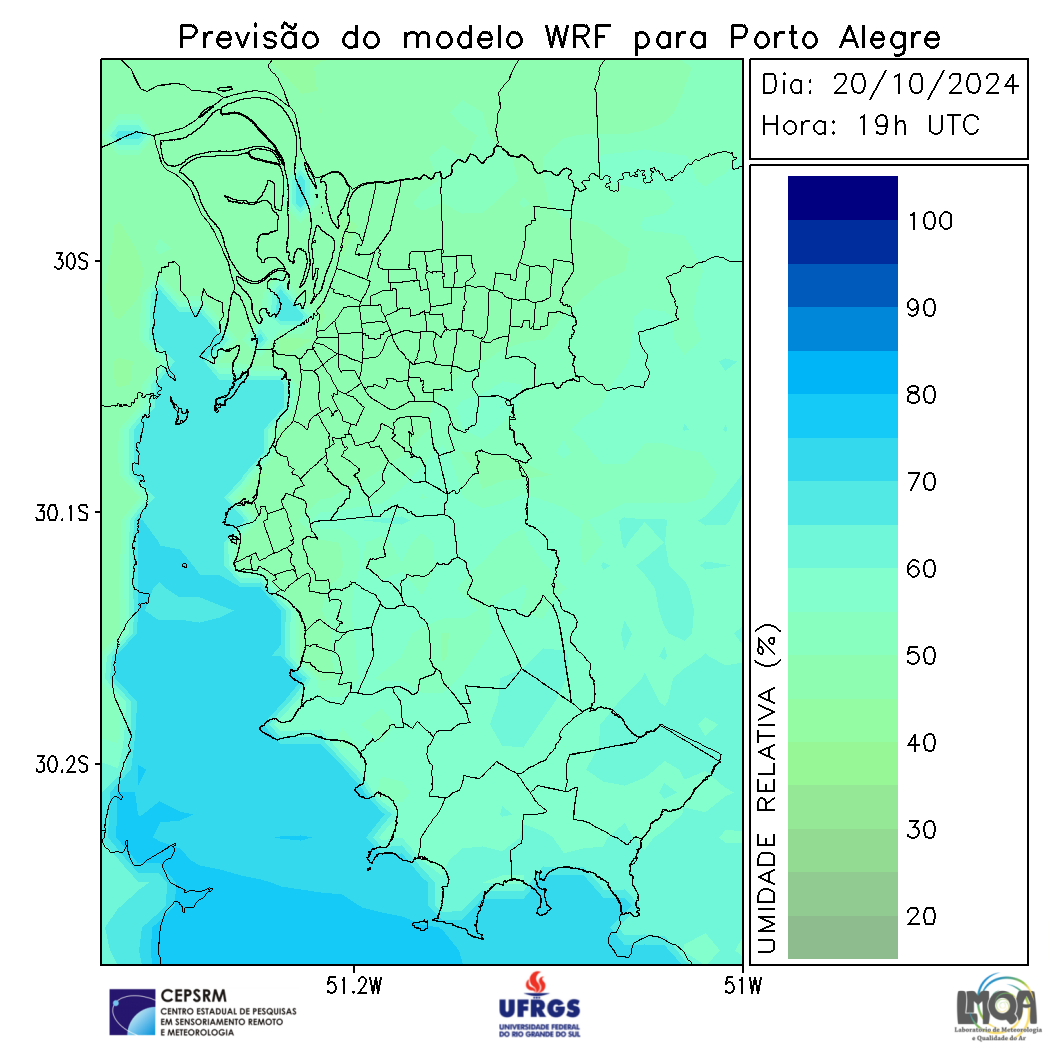 Previsão do modelo WRF para Porto Alegre
Dia: 20/10/2024
Hora: 19h UTC
30S
30.1S
30.2S
51.2W
51W
UMIDADE RELATIVA (%)
100
90
80
70
60
50
40
30
20
CEPSRM
CENTRO ESTADUAL DE PESQUISAS
EM SENSORIAMENTO REMOTO
E METEOROLOGIA
UFRGS
UNIVERSIDADE FEDERAL
DO RIO GRANDE DO SUL
LMQA
Laboratório de Meteorologia
e Qualidade do Ar